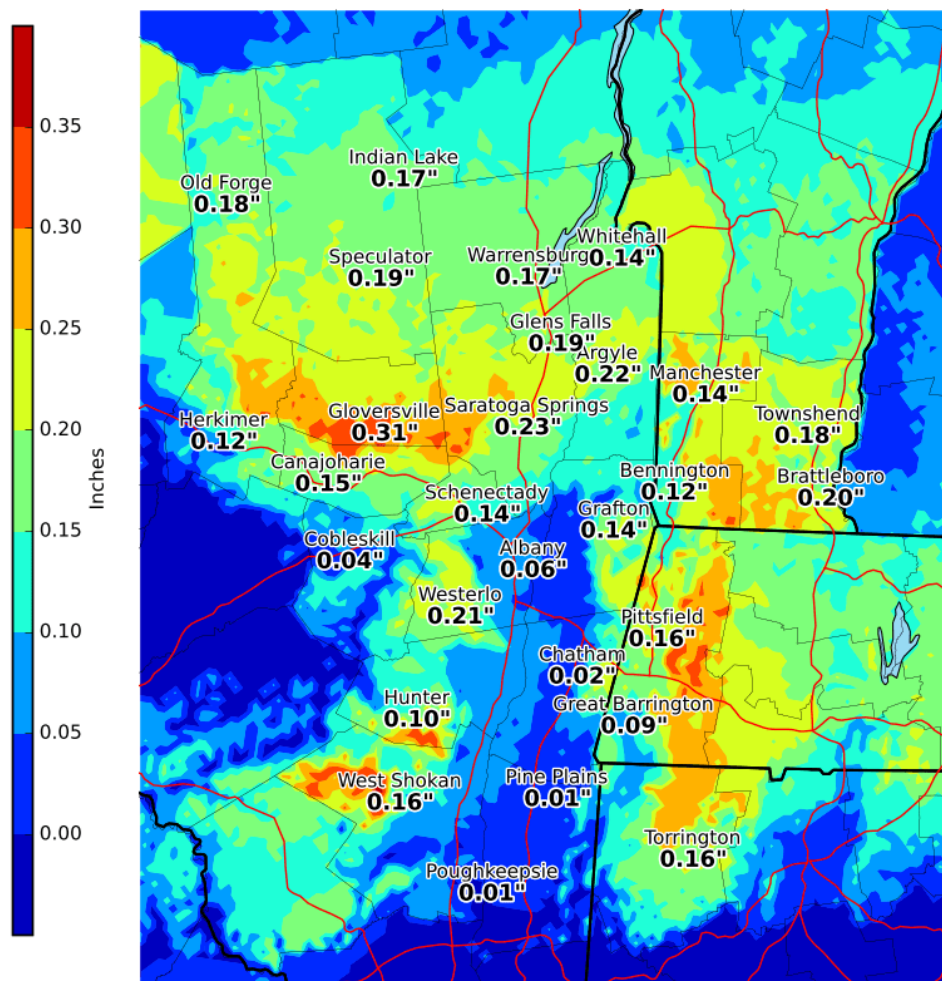 0.35
0.30
0.25
0.20
0.15
0.10
0.05
0.00
Inches
Indian Lake
0.17"
Old Forge
0.18"
Whitehall
0.14"
Speculator
0.19"
Warrensburg
0.17"
Glens Falls
0.19"
Argyle
0.22"
Manchester
0.14"
Herkimer
0.12"
Gloversville
0.31"
Saratoga Springs
0.23"
Townshend
0.18"
Canajoharie
0.15"
Bennington
0.12"
Brattleboro
0.20"
Schenectady
0.14"
Grafton
0.14"
Cobleskill
0.04"
Albany
0.06"
Westerlo
0.21"
Pittsfield
0.16"
Chatham
0.02"
Hunter
0.10"
Great Barrington
0.09"
West Shokan
0.16"
Pine Plains
0.01"
Torrington
0.16"
Poughkeepsie
0.01"